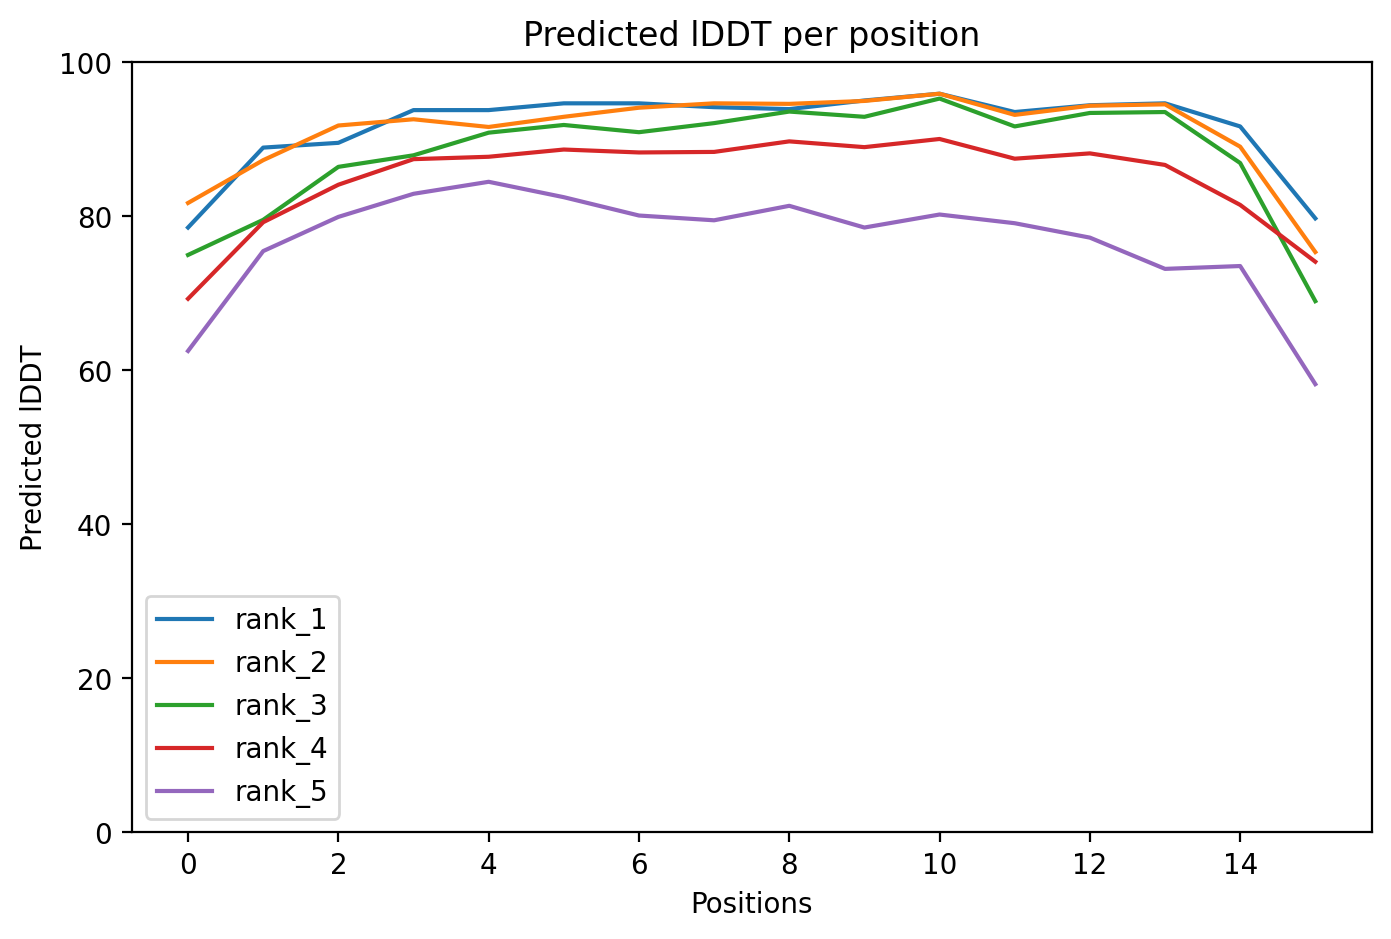 Predicted lDDT per position
100
80
60
40
20
0
Predicted lDDT
rank_1
rank_2
rank_3
rank_4
rank_5
0 2 4 6 8 10 12 14
Positions